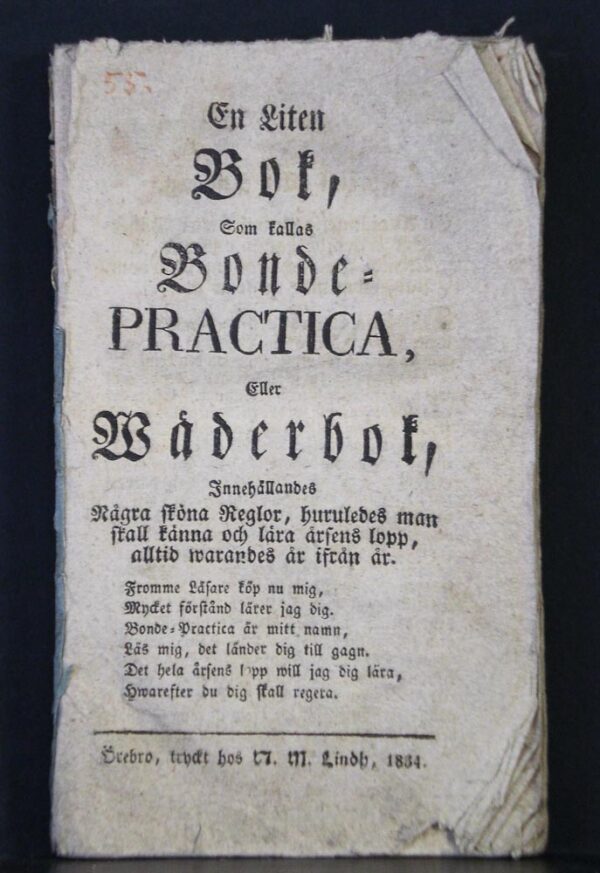 537.
En Liten
Bok,
Som kallas
Bonde-
PRACTICA,
Eller
Wäderbok,
Innehållandes
Några sköna Reglor, huruledes man
skall känna och lära årsens lopp,
alltid warandes år ifrån år.
Fromme Läsare köp nu mig,
Mycket förstånd lärer jag dig.
Bonde-Practica är mitt namn,
Läs mig, det länder dig till gagn.
Det hela årsens lopp will jag dig lära,
Hwarefter du dig skall regera.
Örebro, tryckt hos N. M. Lindh, 1834.